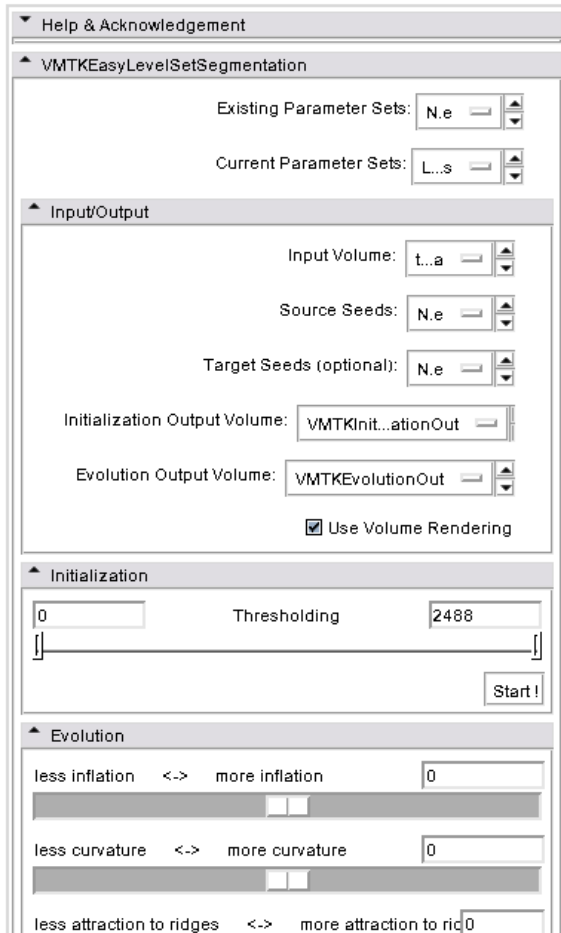 Help & Acknowledgement
VMTKEasyLevelSetSegmentation
Existing Parameter Sets: N.e
Current Parameter Sets: L...s
Input/Output
Input Volume: t...a
Source Seeds: N.e
Target Seeds (optional): N.e
Initialization Output Volume: VMTKInit...ationOut
Evolution Output Volume: VMTKEvolutionOut
Use Volume Rendering
Initialization
0 Thresholding 2488
Start!
Evolution
less inflation <-> more inflation 0
less curvature <-> more curvature 0
less attraction to ridges <-> more attraction to rid 0